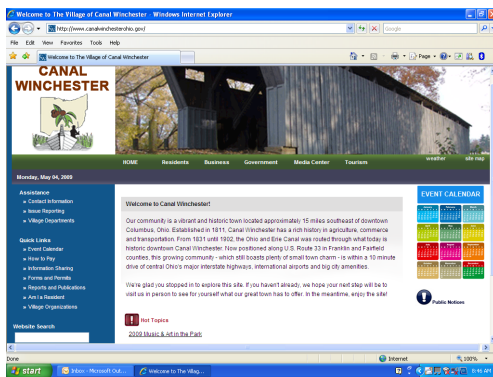 Welcome to The Village of Canal Winchester - Windows Internet Explorer
http://www.canalwinchesterohio.gov/
Google
File Edit View Favorites Tools Help
Welcome to The Village of Canal Winchester
Page
CANAL
WINCHESTER
HOME Residents Business Government Media Center Tourism weather site map
Monday, May 04, 2009
Assistance
» Contact Information
» Issue Reporting
» Village Departments
Quick Links
» Event Calendar
» How to Pay
» Information Sharing
» Forms and Permits
» Reports and Publications
» Am I a Resident
» Village Organizations
Website Search
Welcome to Canal Winchester!
Our community is a vibrant and historic town located approximately 15 miles southeast of downtown
Columbus, Ohio. Established in 1811, Canal Winchester has a rich history in agriculture, commerce
and transportation. From 1831 until 1902, the Ohio and Erie Canal was routed through what today is
historic downtown Canal Winchester. Now positioned along U.S. Route 33 in Franklin and Fairfield
counties, this growing community - which still boasts plenty of small town charm - is within a 10 minute
drive of central Ohio's major interstate highways, international airports and big city amenities.
We're glad you stopped in to explore this site. If you haven't already, we hope your next step will be to
visit us in person to see for yourself what our great town has to offer. In the meantime, enjoy the site!
Hot Topics
2009 Music & Art in the Park
EVENT CALENDAR
Public Notices
Done
Internet
100%
start
Inbox - Microsoft Out...
Welcome to The Villag...
8:46 AM